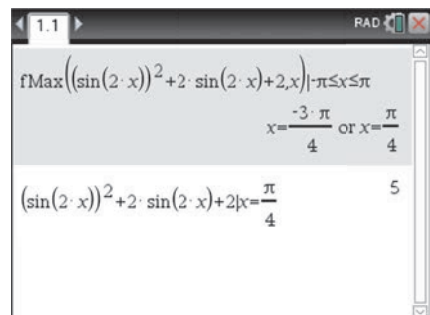 1.1 RAD
fMax((sin(2·x))²+2·sin(2·x)+2,x)|-π≤x≤π
x=-3·π/4 or x=π/4
(sin(2·x))²+2·sin(2·x)+2|x=π/4 5